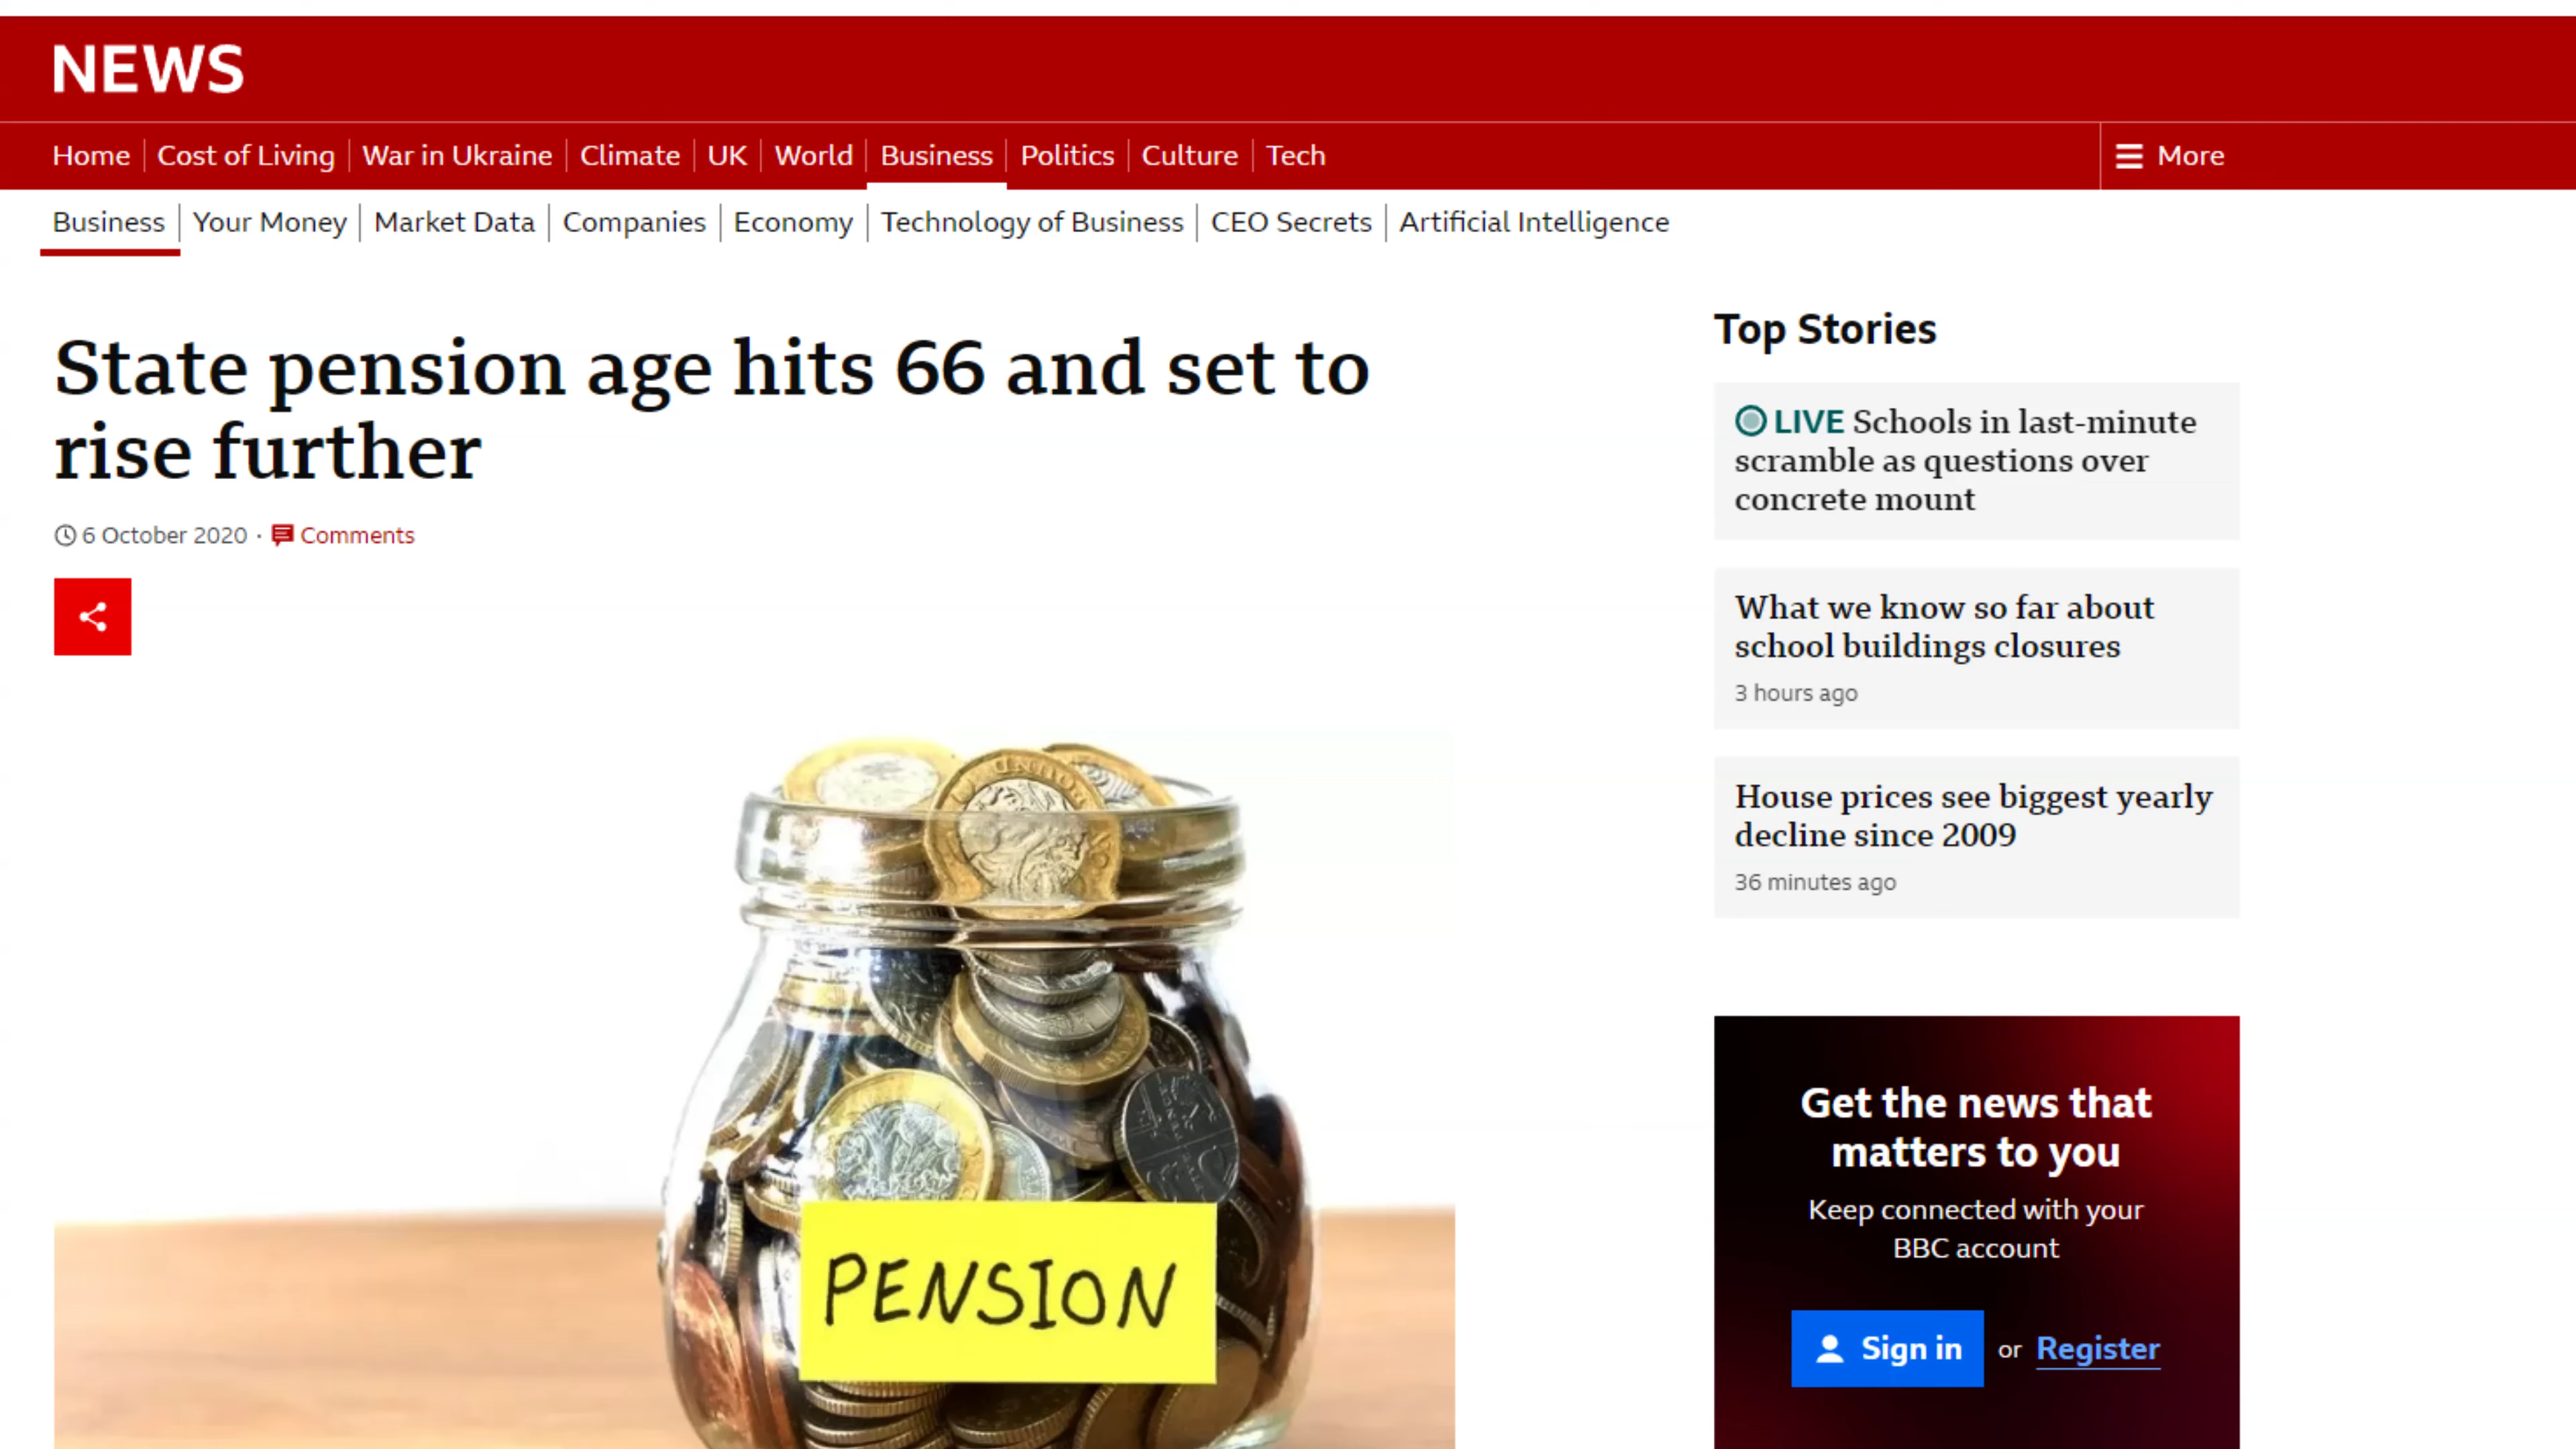 NEWS
Home
Cost of Living
War in Ukraine
Climate
UK
World
Business
Politics
Culture
Tech
More
Business
Your Money
Market Data
Companies
Economy
Technology of Business
CEO Secrets
Artificial Intelligence
State pension age hits 66 and set to
rise further
6 October 2020 · Comments
PENSION
Top Stories
LIVE Schools in last-minute
scramble as questions over
concrete mount
What we know so far about
school buildings closures
3 hours ago
House prices see biggest yearly
decline since 2009
36 minutes ago
Get the news that
matters to you
Keep connected with your
BBC account
Sign in or Register